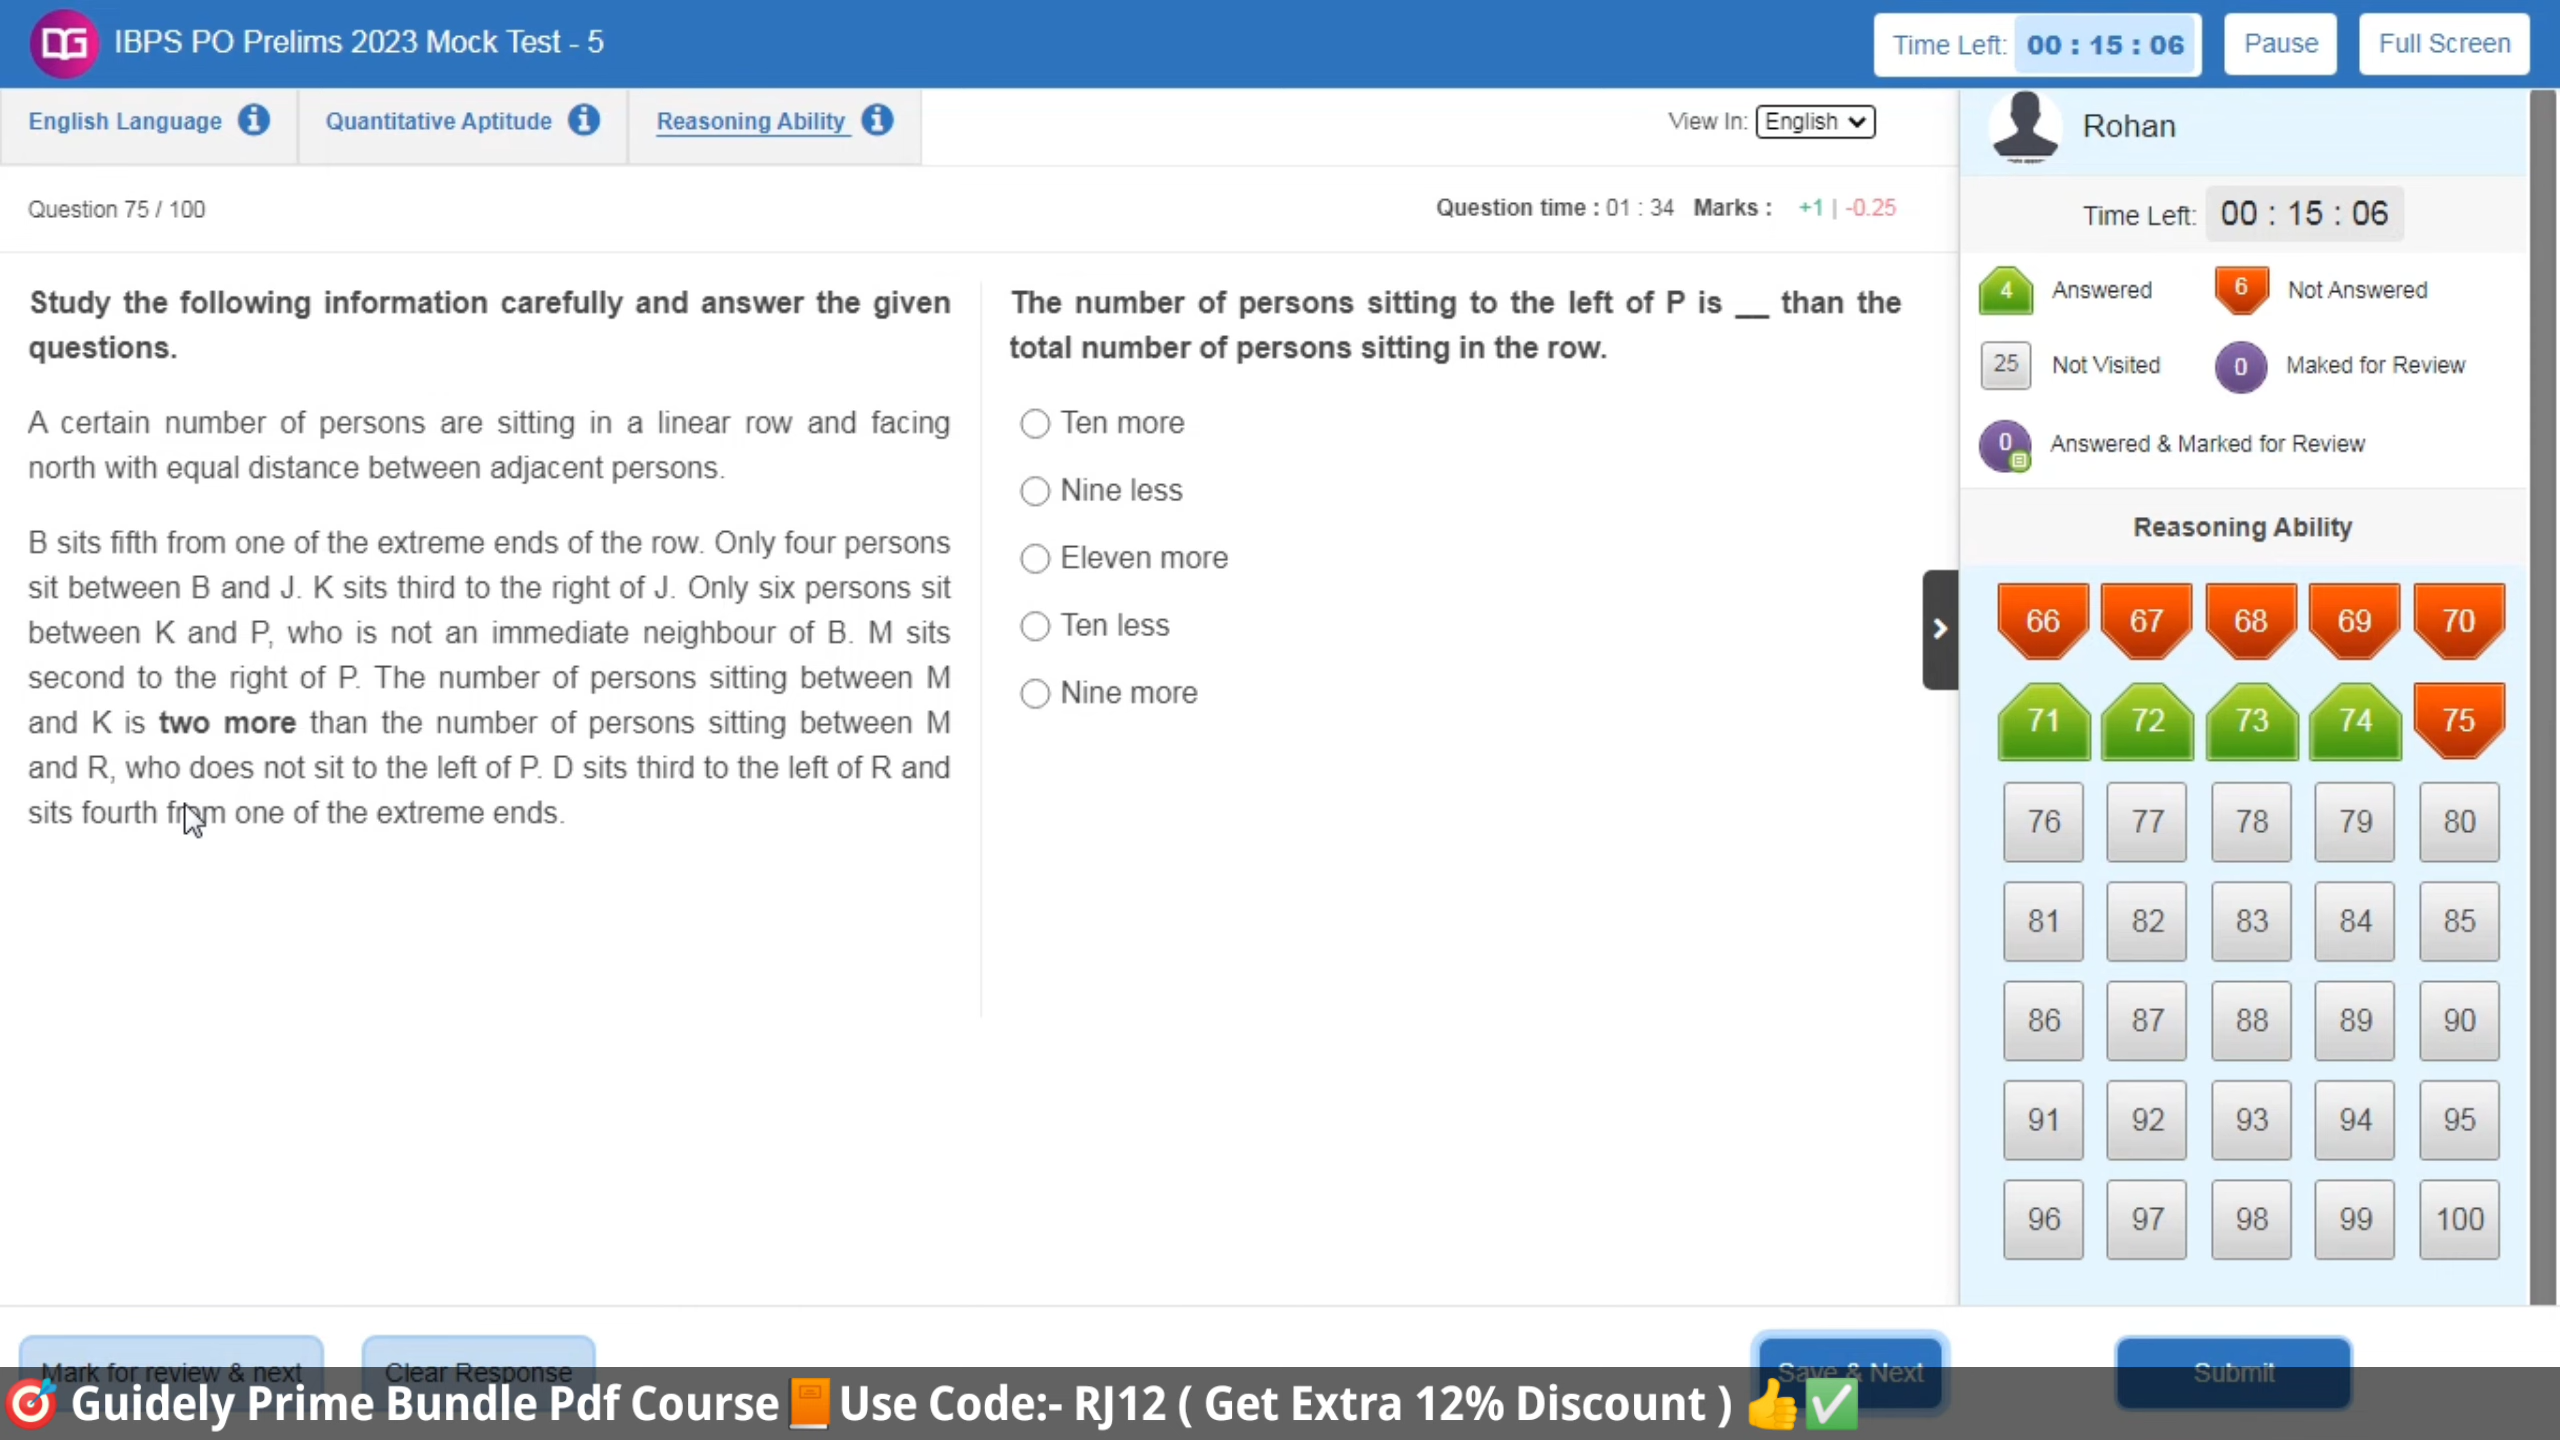 IBPS PO Prelims 2023 Mock Test - 5
Time Left: 00 : 15 : 06
Pause
Full Screen
English Language
Quantitative Aptitude
Reasoning Ability
View In: English
Question 75 / 100
Question time : 01 : 34 Marks : +1 | -0.25
Study the following information carefully and answer the given
questions.
A certain number of persons are sitting in a linear row and facing
north with equal distance between adjacent persons.
B sits fifth from one of the extreme ends of the row. Only four persons
sit between B and J. K sits third to the right of J. Only six persons sit
between K and P, who is not an immediate neighbour of B. M sits
second to the right of P. The number of persons sitting between M
and K is two more than the number of persons sitting between M
and R, who does not sit to the left of P. D sits third to the left of R and
sits fourth from one of the extreme ends.
The number of persons sitting to the left of P is __ than the
total number of persons sitting in the row.
Ten more
Nine less
Eleven more
Ten less
Nine more
Rohan
Time Left: 00 : 15 : 06
4 Answered
6 Not Answered
25 Not Visited
0 Maked for Review
0 Answered & Marked for Review
Reasoning Ability
66 67 68 69 70
71 72 73 74 75
76 77 78 79 80
81 82 83 84 85
86 87 88 89 90
91 92 93 94 95
96 97 98 99 100
Mark for review & next
Clear Response
Save & Next
Submit
🎯 Guidely Prime Bundle Pdf Course📙Use Code:- RJ12 ( Get Extra 12% Discount ) 👍✅